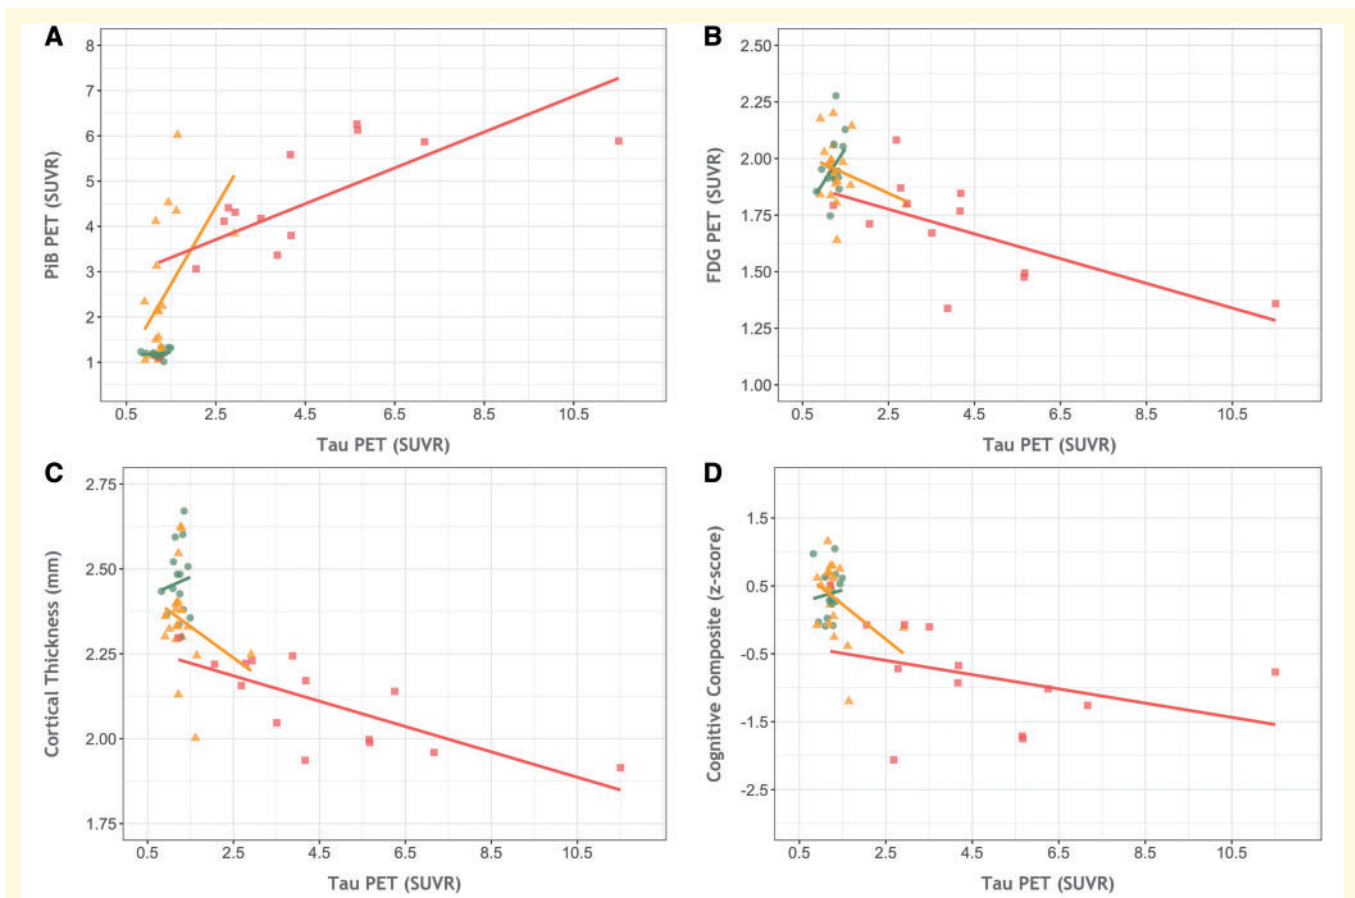 A
PiB PET (SUVR)
8
7
6
5
4
3
2
1
0.5 2.5 4.5 6.5 8.5 10.5
Tau PET (SUVR)
B
FDG PET (SUVR)
2.50
2.25
2.00
1.75
1.50
1.25
1.00
0.5 2.5 4.5 6.5 8.5 10.5
Tau PET (SUVR)
C
Cortical Thickness (mm)
2.75
2.50
2.25
2.00
1.75
0.5 2.5 4.5 6.5 8.5 10.5
Tau PET (SUVR)
D
Cognitive Composite (z-score)
1.5
0.5
-0.5
-1.5
-2.5
0.5 2.5 4.5 6.5 8.5 10.5
Tau PET (SUVR)